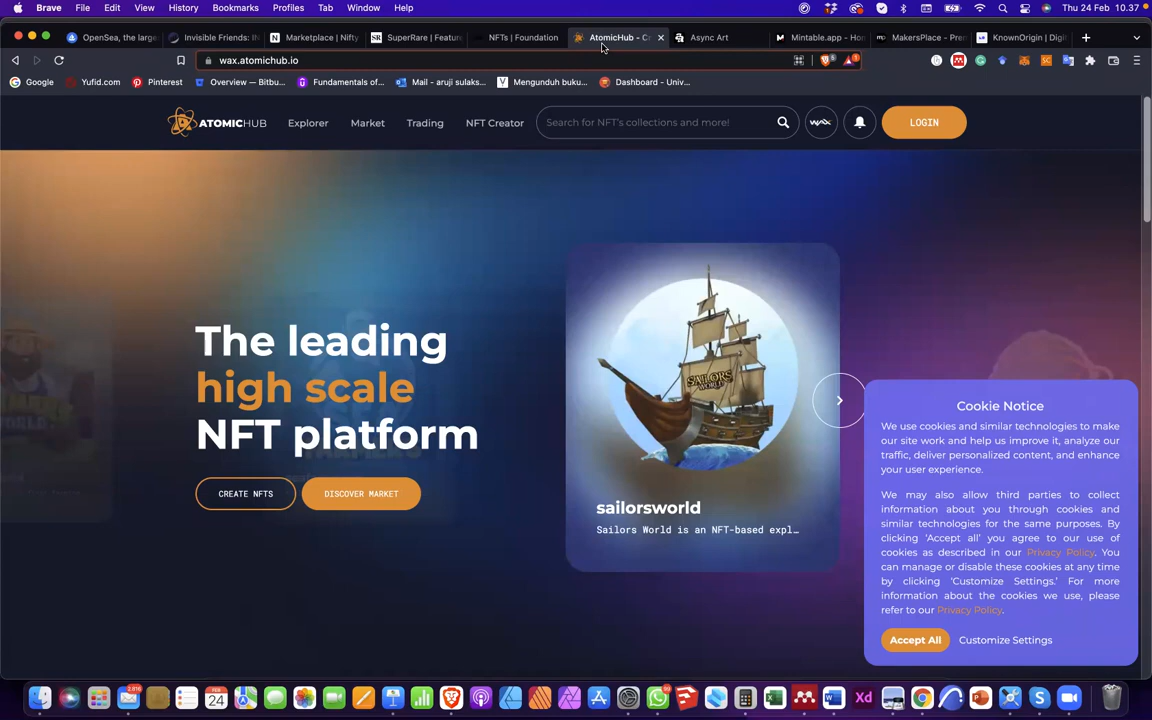 Brave File Edit View History Bookmarks Profiles Tab Window Help Thu 24 Feb 10.37
OpenSea, the large Invisible Friends: IN Marketplace | Nifty SuperRare | Featur NFTs | Foundation AtomicHub - C Async Art Mintable.app - Hom MakersPlace - Prem KnownOrigin | Digi
wax.atomichub.io
Google Yufid.com Pinterest Overview – Bitbu... Fundamentals of... Mail - aruji sulaks... Mengunduh buku... Dashboard - Univ...
ATOMICHUB Explorer Market Trading NFT Creator Search for NFT's collections and more! WAX LOGIN
The leading
high scale
NFT platform
CREATE NFTS DISCOVER MARKET
SAILORS
WORLD
sailorsworld
Sailors World is an NFT-based expl…
Cookie Notice
We use cookies and similar technologies to make
our site work and help us improve it, analyze our
traffic, deliver personalized content, and enhance
your user experience.
We may also allow third parties to collect
information about you through cookies and
similar technologies for the same purposes. By
clicking 'Accept all' you agree to our use of
cookies as described in our Privacy Policy. You
can manage or disable these cookies at any time
by clicking 'Customize Settings.' For more
information about the cookies we use, please
refer to our Privacy Policy.
Accept All Customize Settings